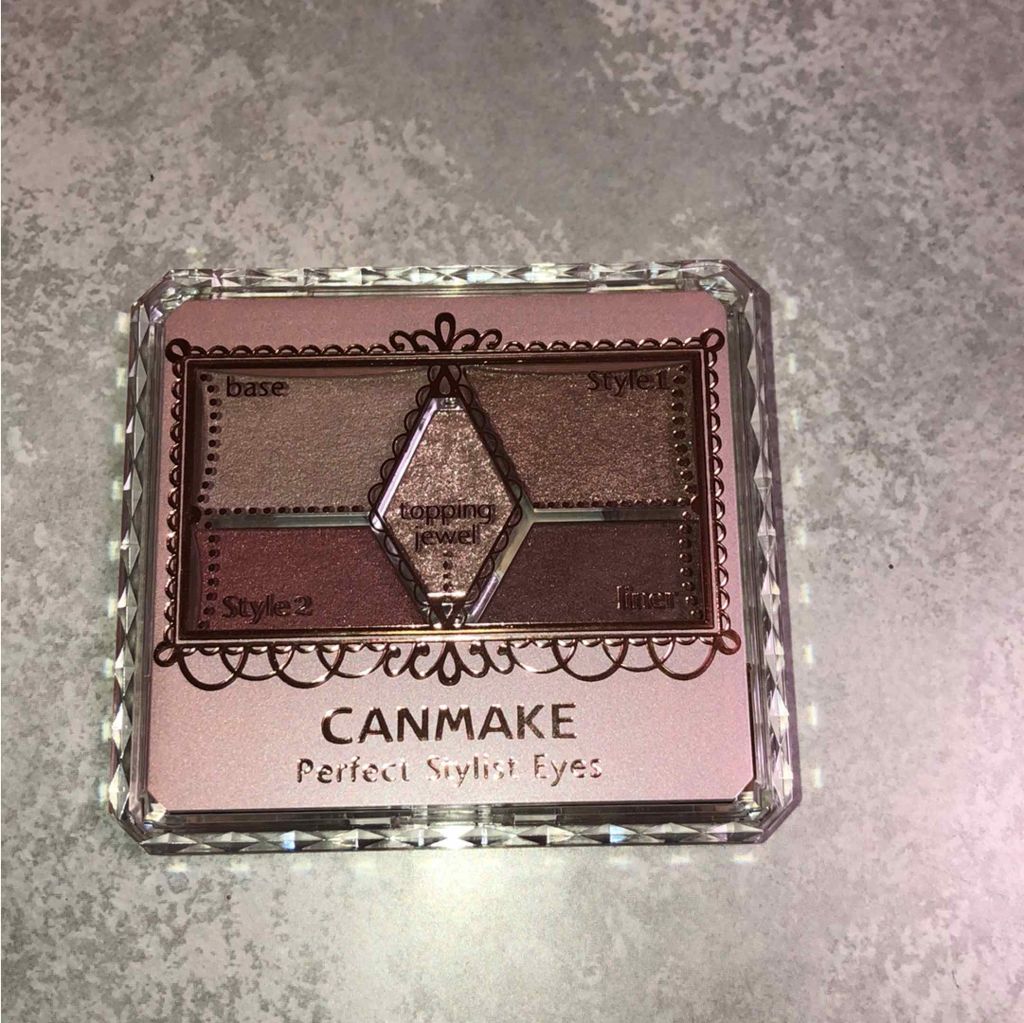 base
Style1
topping
jewel
Style2
liner
CANMAKE
Perfect Stylist Eyes